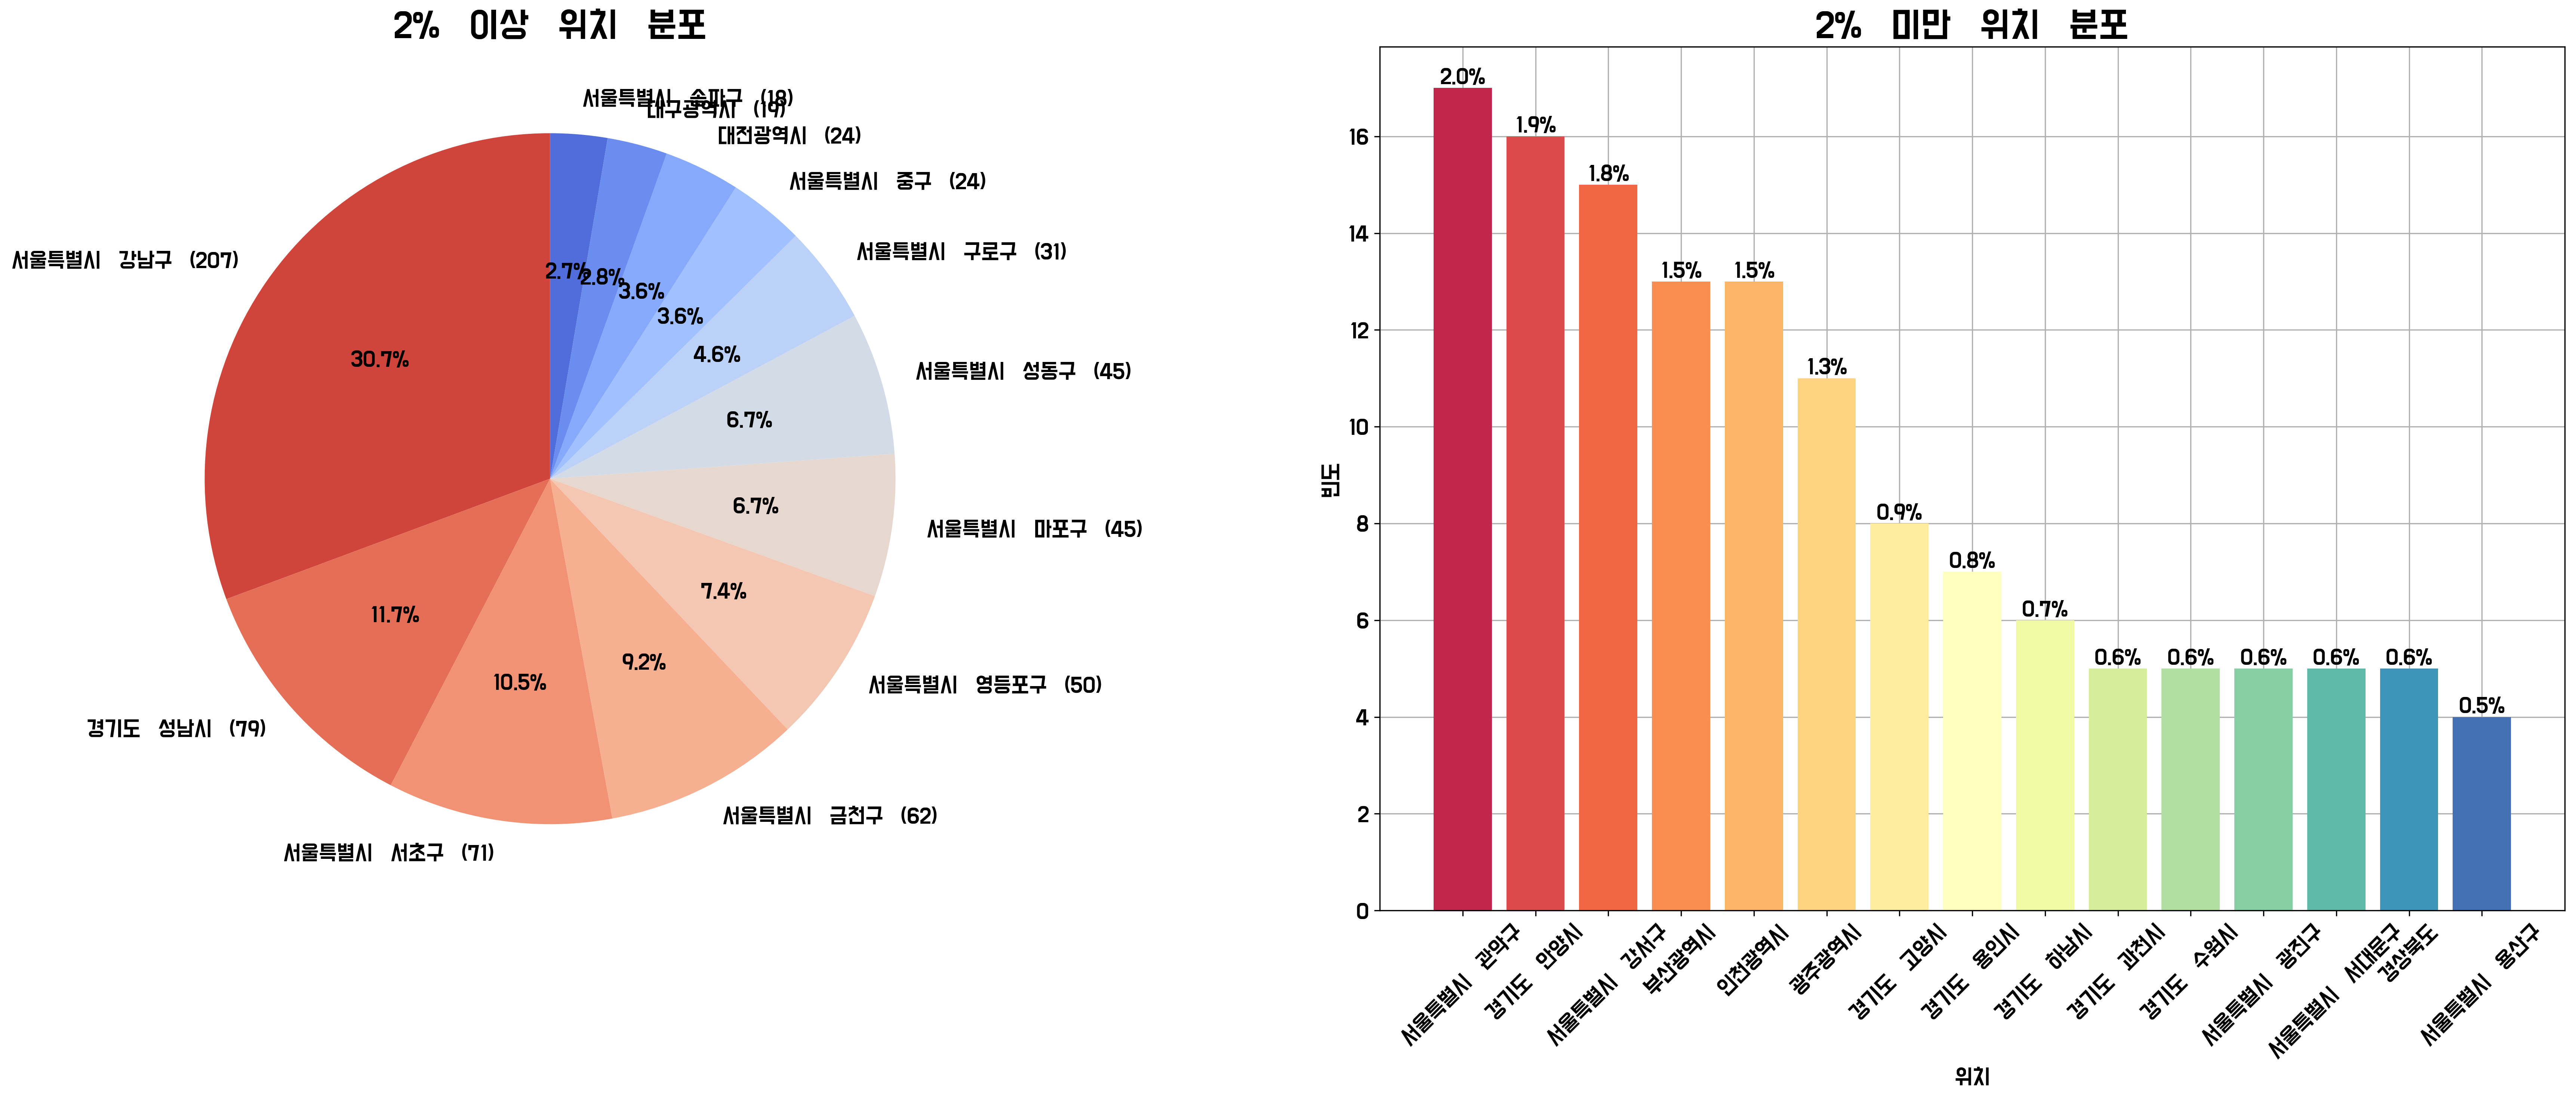 2% 이상 위치 분포
서울특별시 송파구 (18)
대구광역시 (19)
대전광역시 (24)
서울특별시 중구 (24)
서울특별시 구로구 (31)
서울특별시 성동구 (45)
서울특별시 마포구 (45)
서울특별시 영등포구 (50)
서울특별시 금천구 (62)
서울특별시 서초구 (71)
경기도 성남시 (79)
서울특별시 강남구 (207)
2.7%
2.8%
3.6%
3.6%
4.6%
6.7%
6.7%
7.4%
9.2%
10.5%
11.7%
30.7%
2% 미만 위치 분포
2.0%
1.9%
1.8%
1.5%
1.5%
1.3%
0.9%
0.8%
0.7%
0.6%
0.6%
0.6%
0.6%
0.6%
0.5%
16
14
12
10
8
6
4
2
0
빈도
서울특별시 관악구
경기도 안양시
서울특별시 강서구
부산광역시
인천광역시
광주광역시
경기도 고양시
경기도 용인시
경기도 하남시
경기도 과천시
경기도 수원시
서울특별시 광진구
서울특별시 서대문구
경상북도
서울특별시 용산구
위치